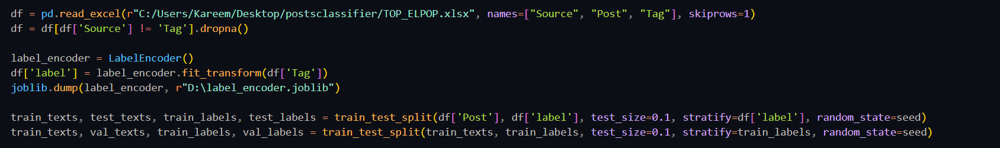 df = pd.read_excel(r"C:/Users/Kareem/Desktop/postsclassifier/TOP_ELPOP.xlsx", names=["Source", "Post", "Tag"], skiprows=1)
df = df[df['Source'] != 'Tag'].dropna()
label_encoder = LabelEncoder()
df['label'] = label_encoder.fit_transform(df['Tag'])
joblib.dump(label_encoder, r"D:\label_encoder.joblib")
train_texts, test_texts, train_labels, test_labels = train_test_split(df['Post'], df['label'], test_size=0.1, stratify=df['label'], random_state=seed)
train_texts, val_texts, train_labels, val_labels = train_test_split(train_texts, train_labels, test_size=0.1, stratify=train_labels, random_state=seed)